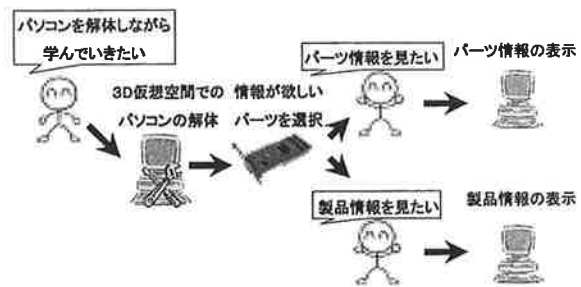 パソコンを解体しながら
学んでいきたい
3D仮想空間での
パソコンの解体
情報が欲しい
パーツを選択
パーツ情報を見たい
パーツ情報の表示
製品情報を見たい
製品情報の表示